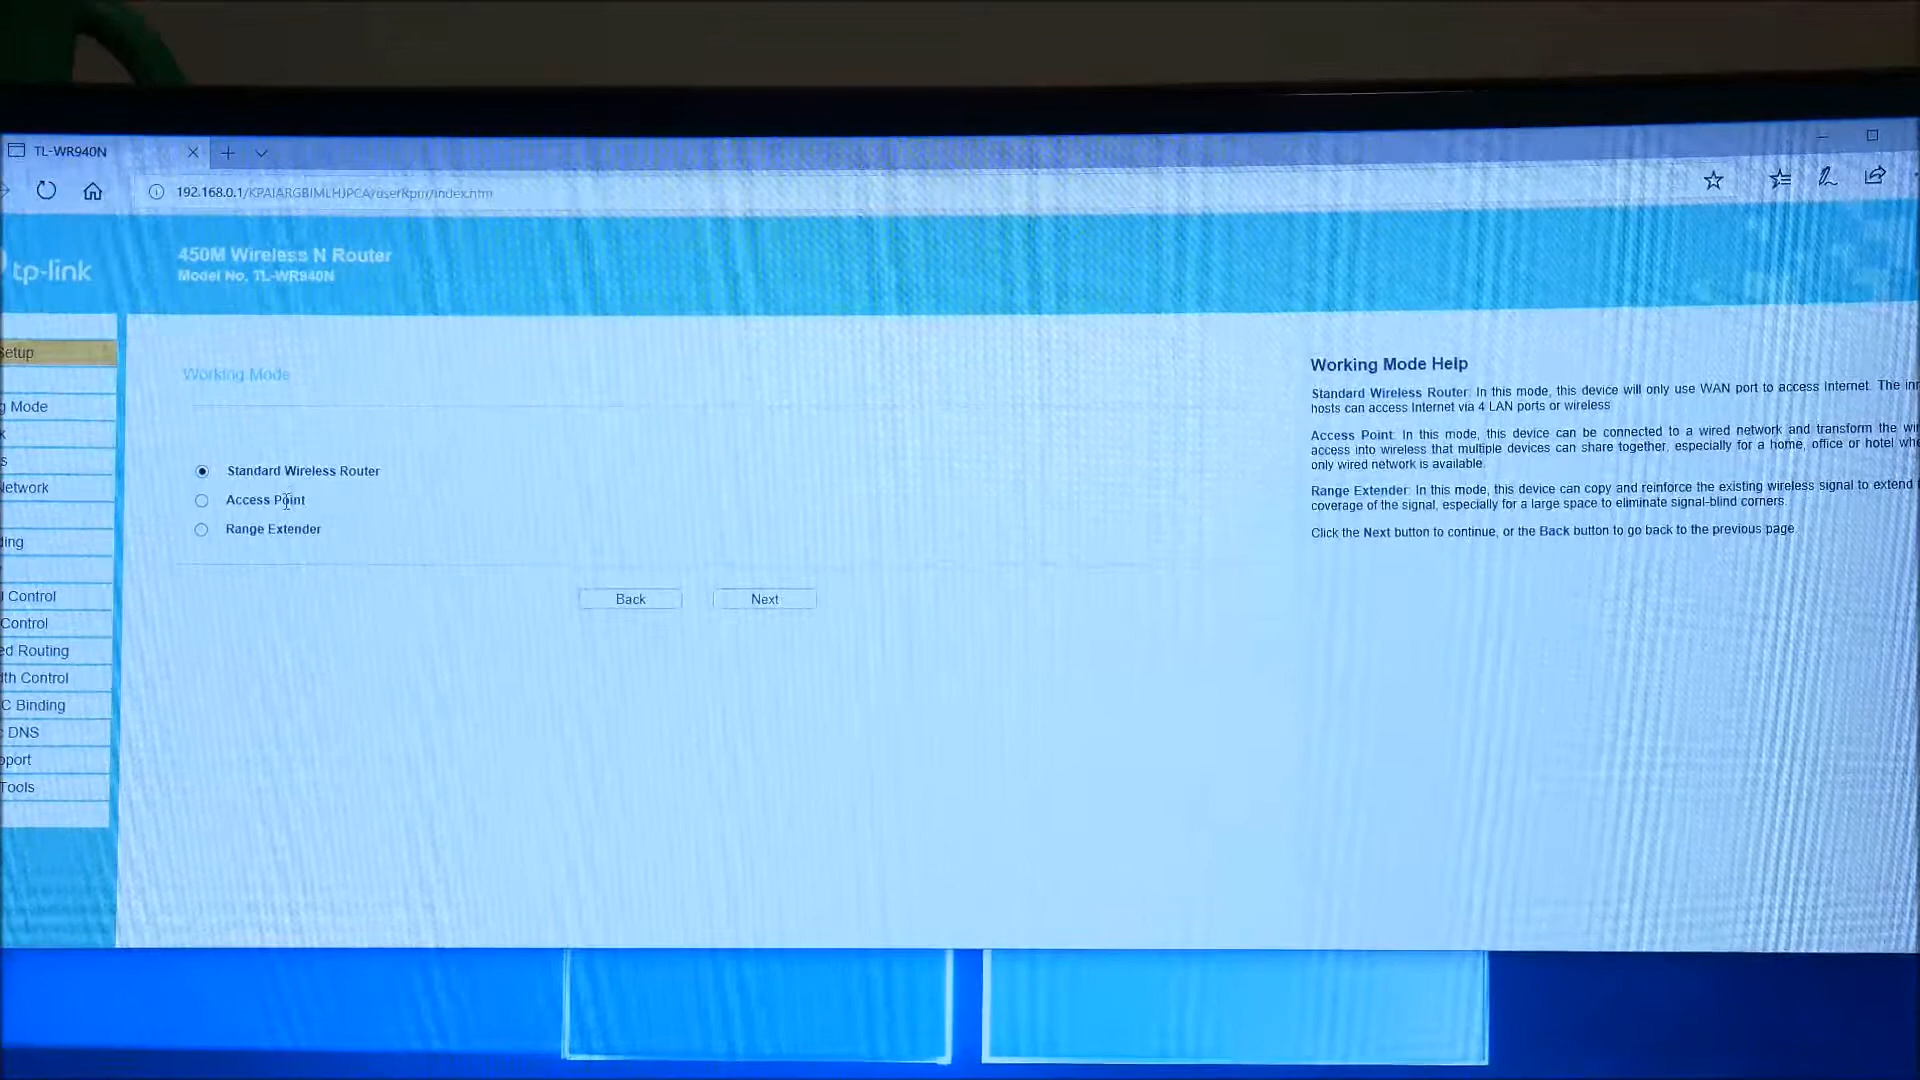 TL-WR940N
192.168.0.1/KPAIARGBIMLHJPCA/userRpm/index.htm
tp-link
450M Wireless N Router
Model No. TL-WR940N
Setup
g Mode
k
s
Network
ding
l Control
Control
ed Routing
dth Control
C Binding
DNS
pport
Tools
Working Mode
Standard Wireless Router
Access Point
Range Extender
Back
Next
Working Mode Help
Standard Wireless Router: In this mode, this device will only use WAN port to access Internet. The inn
hosts can access Internet via 4 LAN ports or wireless
Access Point: In this mode, this device can be connected to a wired network and transform the wir
access into wireless that multiple devices can share together, especially for a home, office or hotel whe
only wired network is available.
Range Extender: In this mode, this device can copy and reinforce the existing wireless signal to extend
coverage of the signal, especially for a large space to eliminate signal-blind corners.
Click the Next button to continue, or the Back button to go back to the previous page.